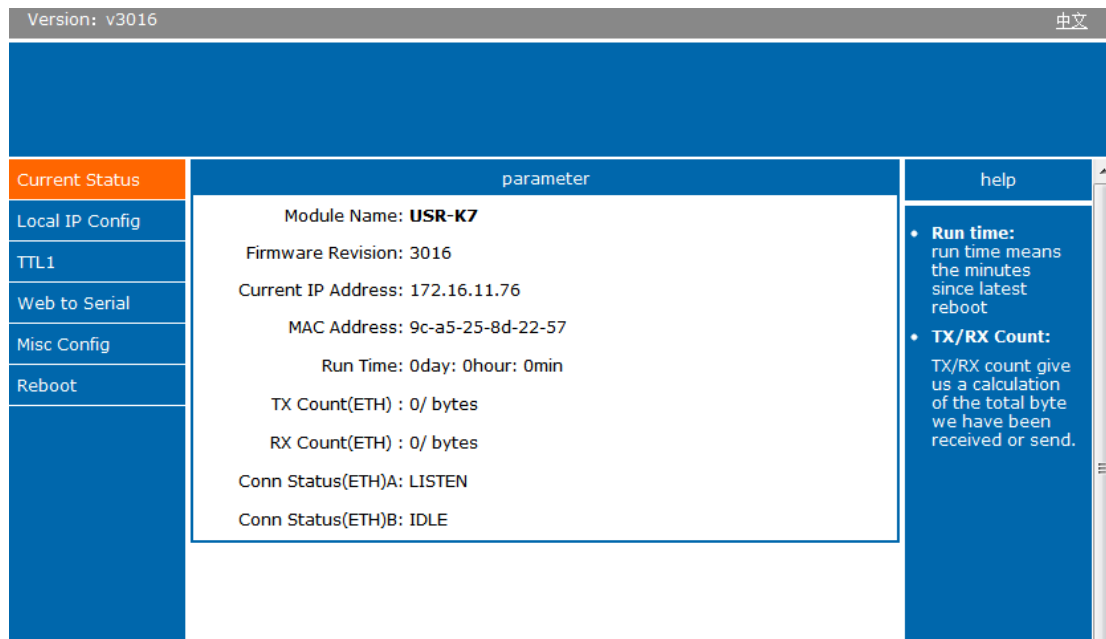 Version: v3016
中文
Current Status
Local IP Config
TTL1
Web to Serial
Misc Config
Reboot
parameter
Module Name: USR-K7
Firmware Revision: 3016
Current IP Address: 172.16.11.76
MAC Address: 9c-a5-25-8d-22-57
Run Time: 0day: 0hour: 0min
TX Count(ETH) : 0/ bytes
RX Count(ETH) : 0/ bytes
Conn Status(ETH)A: LISTEN
Conn Status(ETH)B: IDLE
help
• Run time:
run time means
the minutes
since latest
reboot
• TX/RX Count:
TX/RX count give
us a calculation
of the total byte
we have been
received or send.